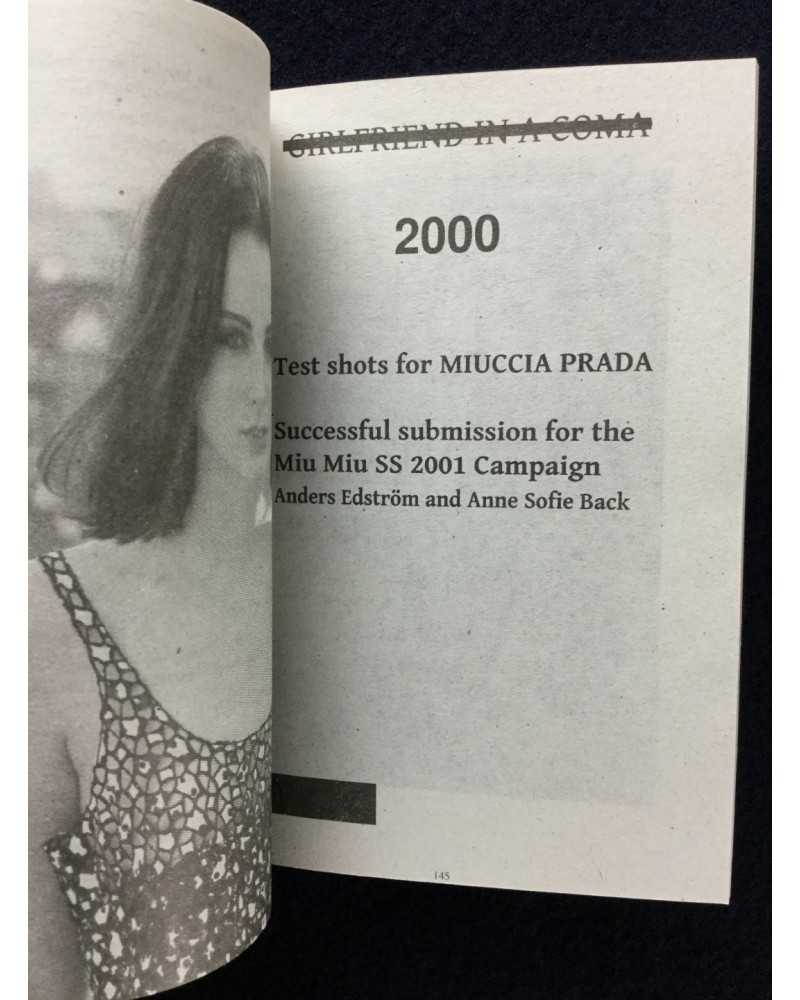 GIRLFRIEND IN A COMA
2000
Test shots for MIUCCIA PRADA
Successful submission for the
Miu Miu SS 2001 Campaign
Anders Edström and Anne Sofie Back
145